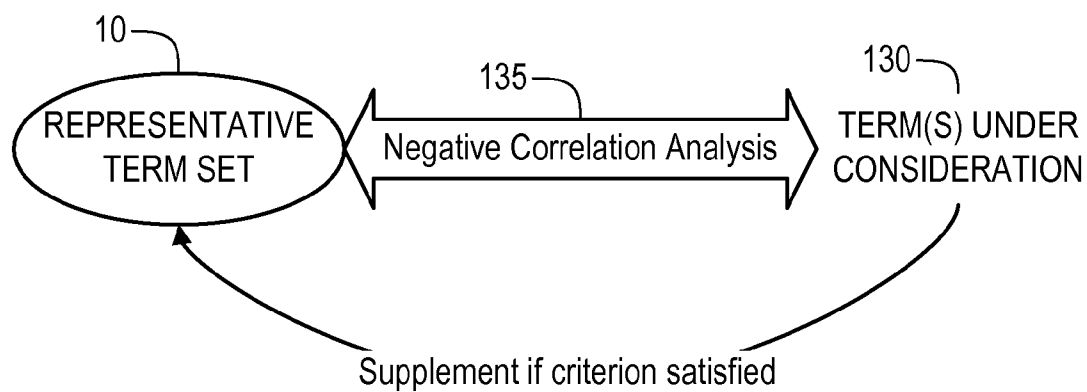 10
135
130
REPRESENTATIVE
TERM SET
Negative Correlation Analysis
TERM(S) UNDER
CONSIDERATION
Supplement if criterion satisfied